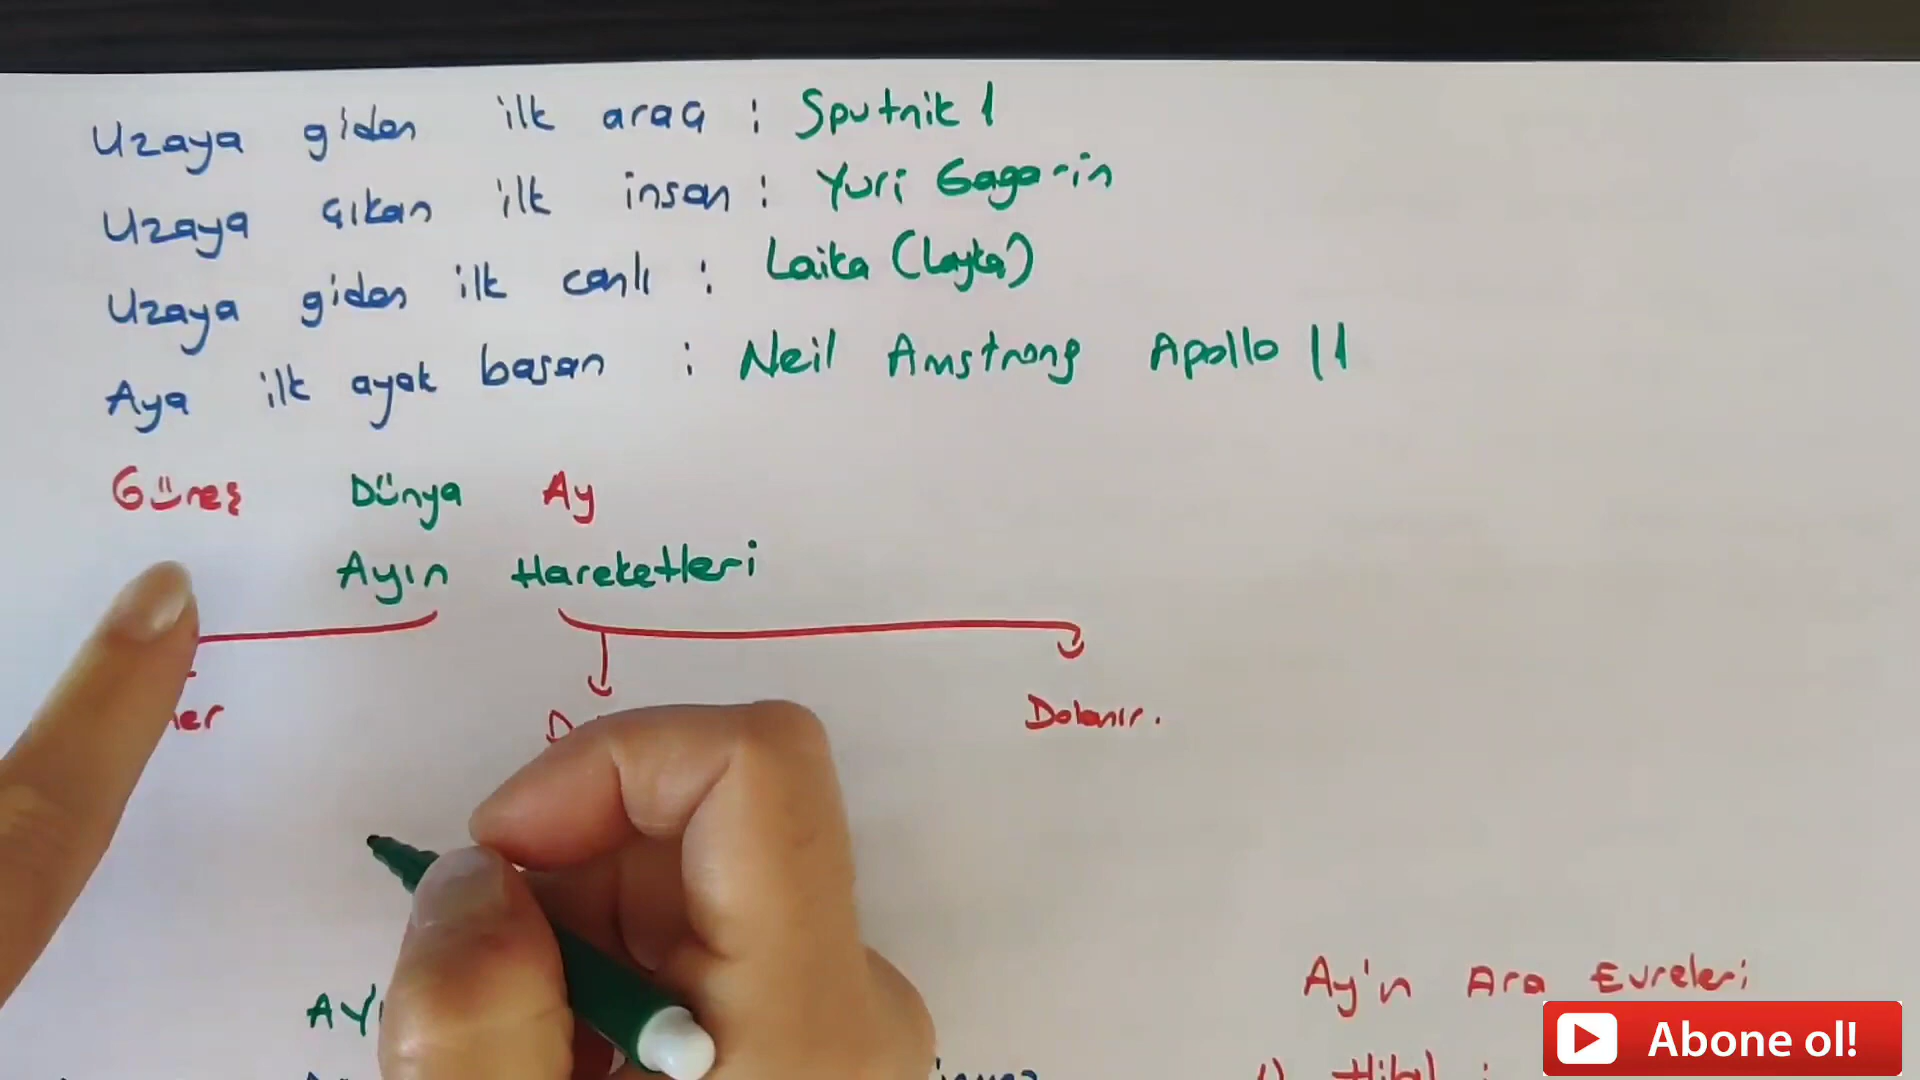 Uzaya giden ilk araç : Sputnik 1
Uzaya çıkan ilk insan : Yuri Gagarin
Uzaya giden ilk canlı : Laika (Layka)
Aya ilk ayak basan : Neil Amstrong Apollo 11
Güneş Dünya Ay
Ayın Hareketleri
Dolanır.
Ay'ın Ara Evreleri
1) Hilal :
Abone ol!